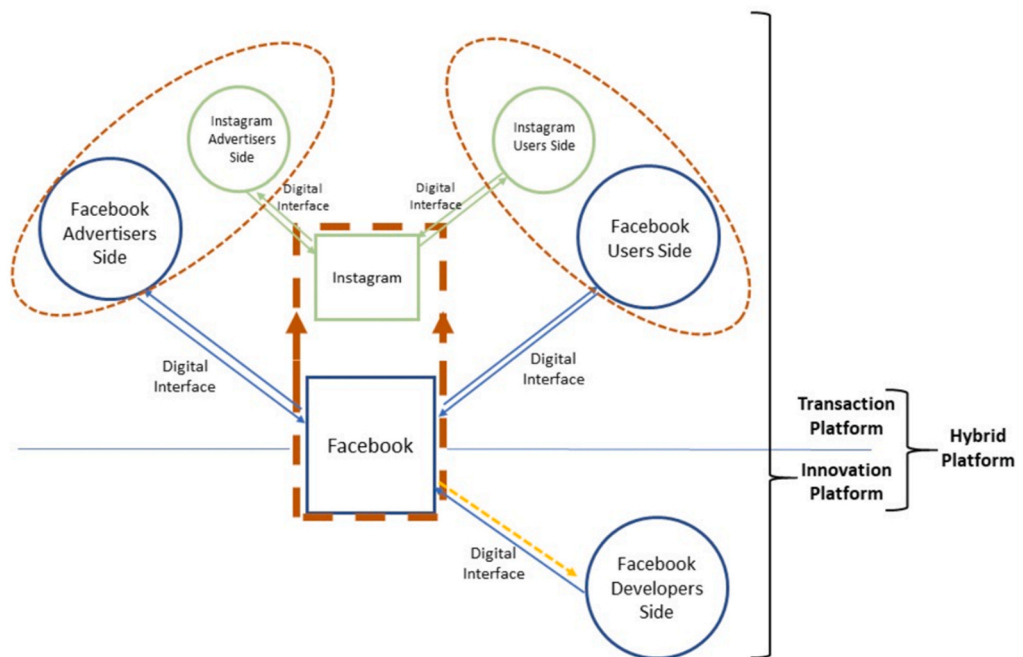 Instagram
Advertisers
Side
Instagram
Users Side
Digital
Interface
Digital
Interface
Facebook
Advertisers
Side
Facebook
Users Side
Instagram
Digital
Interface
Digital
Interface
Transaction
Platform
Facebook
Hybrid
Platform
Innovation
Platform
Digital
Interface
Facebook
Developers
Side